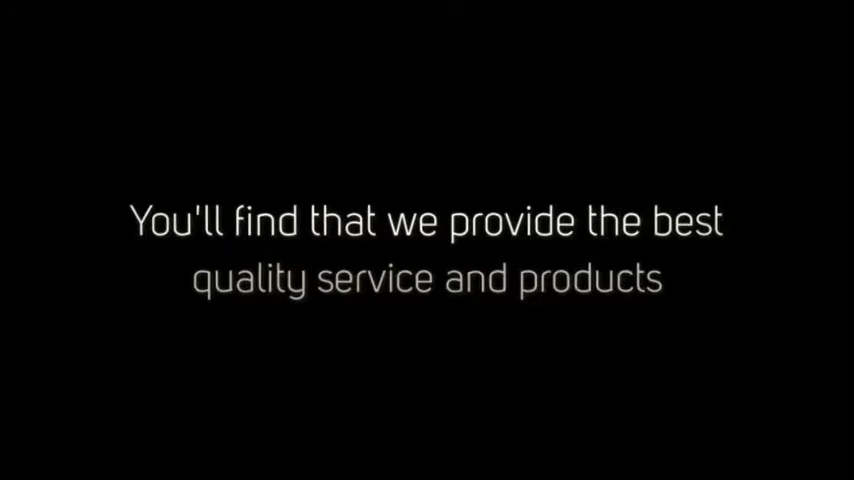 You'll find that we provide the best
quality service and products